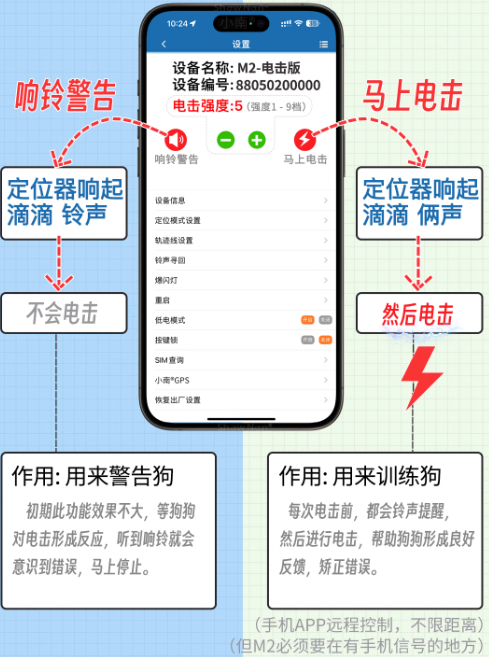 10:24
设置
设备名称: M2-电击版
设备编号: 88050200000
电击强度:5 (强度1 - 9档)
响铃警告
马上电击
响铃警告
马上电击
定位器响起
滴滴 铃声
定位器响起
滴滴 俩声
不会电击
然后电击
设备信息
定位模式设置
轨迹线设置
铃声寻回
爆闪灯
重启
低电模式
按键锁
SIM查询
小南®GPS
恢复出厂设置
作用: 用来警告狗
初期此功能效果不大，等狗狗
对电击形成反应，听到响铃就会
意识到错误，马上停止。
作用: 用来训练狗
每次电击前，都会铃声提醒，
然后进行电击，帮助狗狗形成良好
反馈，矫正错误。
（手机APP远程控制，不限距离）
（但M2必须要在有手机信号的地方）